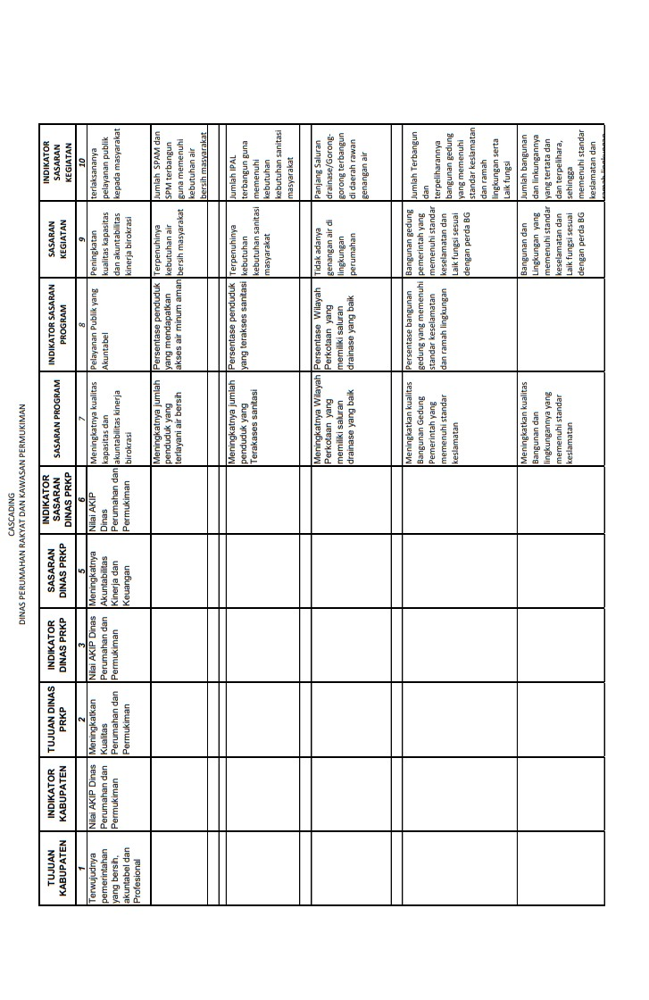 CASCADING
DINAS PERUMAHAN RAKYAT DAN KAWASAN PERMUKIMAN
TUJUAN
KABUPATEN
INDIKATOR
KABUPATEN
TUJUAN DINAS
PRKP
INDIKATOR
DINAS PRKP
SASARAN
DINAS PRKP
INDIKATOR
SASARAN
DINAS PRKP
SASARAN PROGRAM
INDIKATOR SASARAN
PROGRAM
SASARAN
KEGIATAN
INDIKATOR
SASARAN
KEGIATAN
1
2
3
5
6
7
8
9
10
Terwujudnya
pemerintahan
yang bersih,
akuntabel dan
Profesional
Nilai AKIP Dinas
Perumahan dan
Permukiman
Meningkatkan
Kualitas
Perumahan dan
Permukiman
Nilai AKIP Dinas
Perumahan dan
Permukiman
Meningkatnya
Akuntabilitas
Kinerja dan
Keuangan
Nilai AKIP
Dinas
Perumahan dan
Permukiman
Meningkatnya kualitas
kapasitas dan
akuntabilitas kinerja
birokrasi
Pelayanan Publik yang
Akuntabel
Peningkatan
kualitas kapasitas
dan akuntabilitas
kinerja birokrasi
terlaksananya
pelayanan publik
kepada masyarakat
Meningkatnya jumlah
penduduk yang
terlayani air bersih
Persentase penduduk
yang mendapatkan
akses air minum aman
Terpenuhinya
kebutuhan air
bersih masyarakat
Jumlah SPAM dan
SPM terbangun
guna memenuhi
kebutuhan air
bersih masyarakat
Meningkatnya jumlah
penduduk yang
Terakases sanitasi
Persentase penduduk
yang terakses sanitasi
Terpenuhinya
kebutuhan
kebutuhan sanitasi
masyarakat
Jumlah IPAL
terbangun guna
memenuhi
kebutuhan
kebutuhan sanitasi
masyarakat
Meningkatnya Wilayah
Perkotaan yang
memiliki saluran
drainase yang baik
Persentase Wilayah
Perkotaan yang
memiliki saluran
drainase yang baik
Tidak adanya
genangan air di
lingkungan
perumahan
Panjang Saluran
drainase/Gorong-
gorong terbangun
di daerah rawan
genangan air
Meningkatkan kualitas
Bangunan Gedung
Pemerintah yang
memenuhi standar
keslamatan
Persentase bangunan
gedung yang memenuhi
standar keselamatan
dan ramah lingkungan
Bangunan gedung
pemerintah yang
memenuhi standar
keselamatan dan
Laik fungsi sesuai
dengan perda BG
Jumlah Terbangun
dan
terpeliharannya
bangunan gedung
yang memenuhi
standar keslamatan
dan ramah
lingkungan serta
Laik fungsi
Meningkatkan kualitas
Bangunan dan
lingkungannya yang
memenuhi standar
keslamatan
Bangunan dan
Lingkungan yang
memenuhi standar
keselamatan dan
Laik fungsi sesuai
dengan perda BG
Jumlah bangunan
dan linkungannya
yang tertata dan
dan terpelihara,
sehingga
memenuhi standar
keslamatan dan